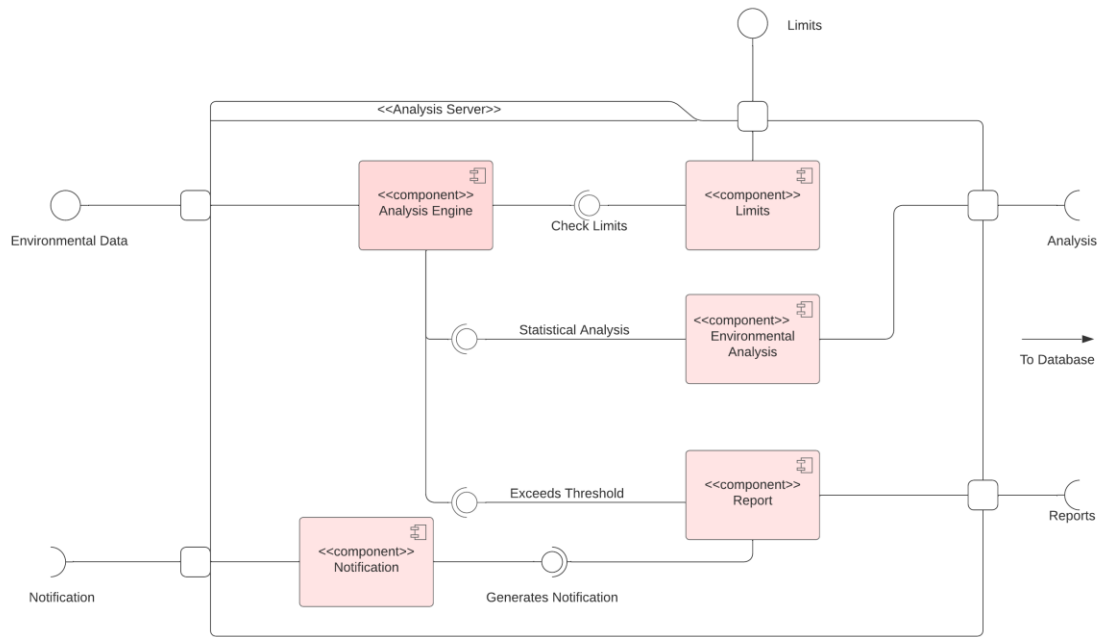 Limits
<<Analysis Server>>
<<component>>
Analysis Engine
Check Limits
<<component>>
Limits
Environmental Data
Analysis
Statistical Analysis
<<component>>
Environmental
Analysis
To Database
Exceeds Threshold
<<component>>
Report
Reports
<<component>>
Notification
Notification
Generates Notification